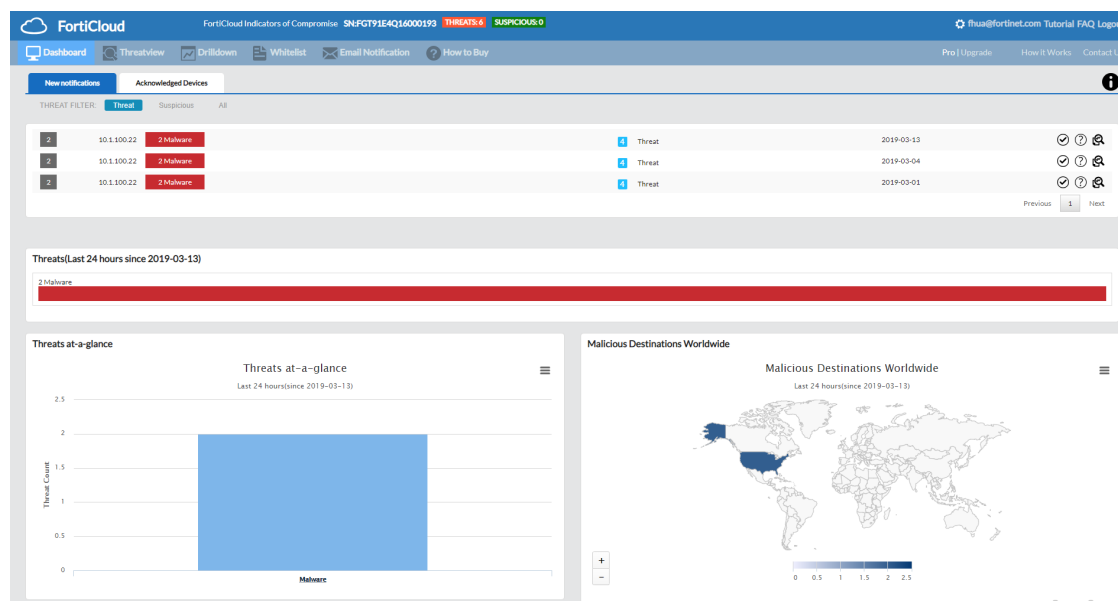 FortiCloud FortiCloud Indicators of Compromise SN:FGT91E4Q16000193 THREATS: 6 SUSPICIOUS: 0 fhua@fortinet.com Tutorial FAQ Logou
Dashboard Threatview Drilldown Whitelist Email Notification How to Buy Pro | Upgrade How it Works Contact U
New notifications Acknowledged Devices
THREAT FILTER: Threat Suspicious All
2 10.1.100.22 2 Malware 4 Threat 2019-03-13
2 10.1.100.22 2 Malware 4 Threat 2019-03-04
2 10.1.100.22 2 Malware 4 Threat 2019-03-01
Previous 1 Next
Threats(Last 24 hours since 2019-03-13)
2 Malware
Threats at-a-glance
Threats at-a-glance
Last 24 hours(since 2019-03-13)
2.5
2
1.5
1
0.5
0
Threat Count
Malware
Malicious Destinations Worldwide
Malicious Destinations Worldwide
Last 24 hours(since 2019-03-13)
+
−
0 0.5 1 1.5 2 2.5